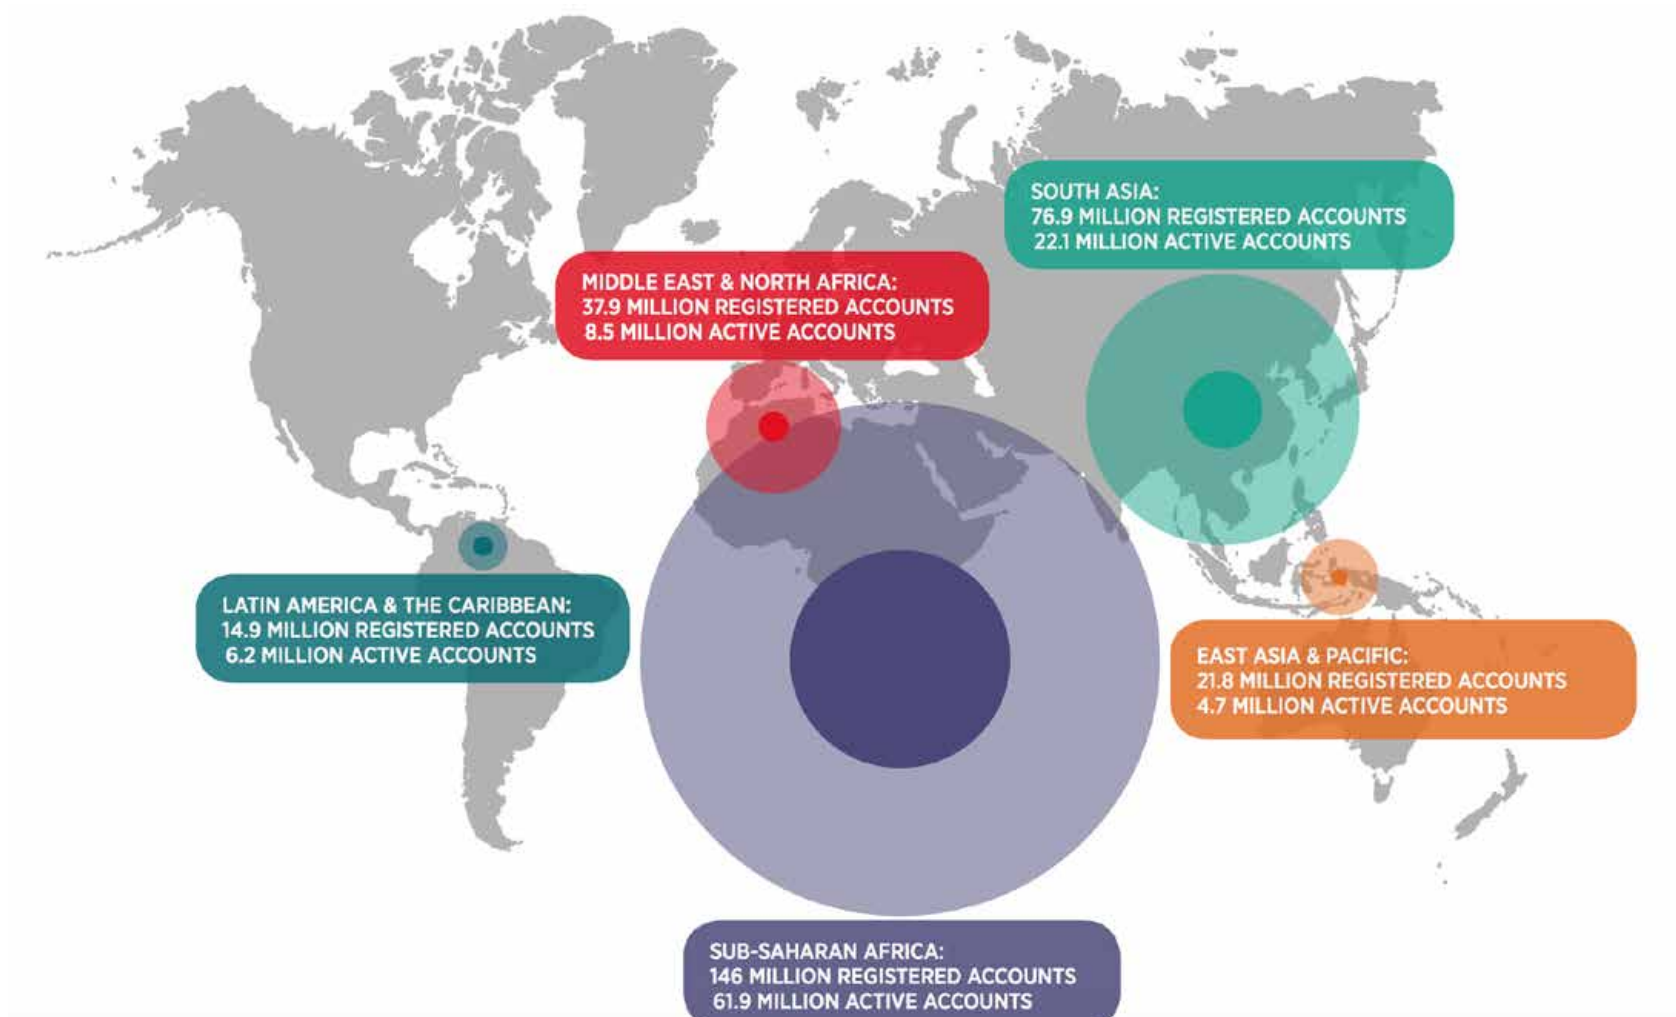 SOUTH ASIA:
76.9 MILLION REGISTERED ACCOUNTS
22.1 MILLION ACTIVE ACCOUNTS
MIDDLE EAST & NORTH AFRICA:
37.9 MILLION REGISTERED ACCOUNTS
8.5 MILLION ACTIVE ACCOUNTS
LATIN AMERICA & THE CARIBBEAN:
14.9 MILLION REGISTERED ACCOUNTS
6.2 MILLION ACTIVE ACCOUNTS
EAST ASIA & PACIFIC:
21.8 MILLION REGISTERED ACCOUNTS
4.7 MILLION ACTIVE ACCOUNTS
SUB-SAHARAN AFRICA:
146 MILLION REGISTERED ACCOUNTS
61.9 MILLION ACTIVE ACCOUNTS